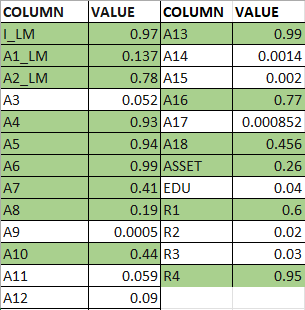 COLUMN VALUE COLUMN VALUE
I_LM 0.97 A13 0.99
A1_LM 0.137 A14 0.0014
A2_LM 0.78 A15 0.002
A3 0.052 A16 0.77
A4 0.93 A17 0.000852
A5 0.94 A18 0.456
A6 0.99 ASSET 0.26
A7 0.41 EDU 0.04
A8 0.19 R1 0.6
A9 0.0005 R2 0.02
A10 0.44 R3 0.03
A11 0.059 R4 0.95
A12 0.09